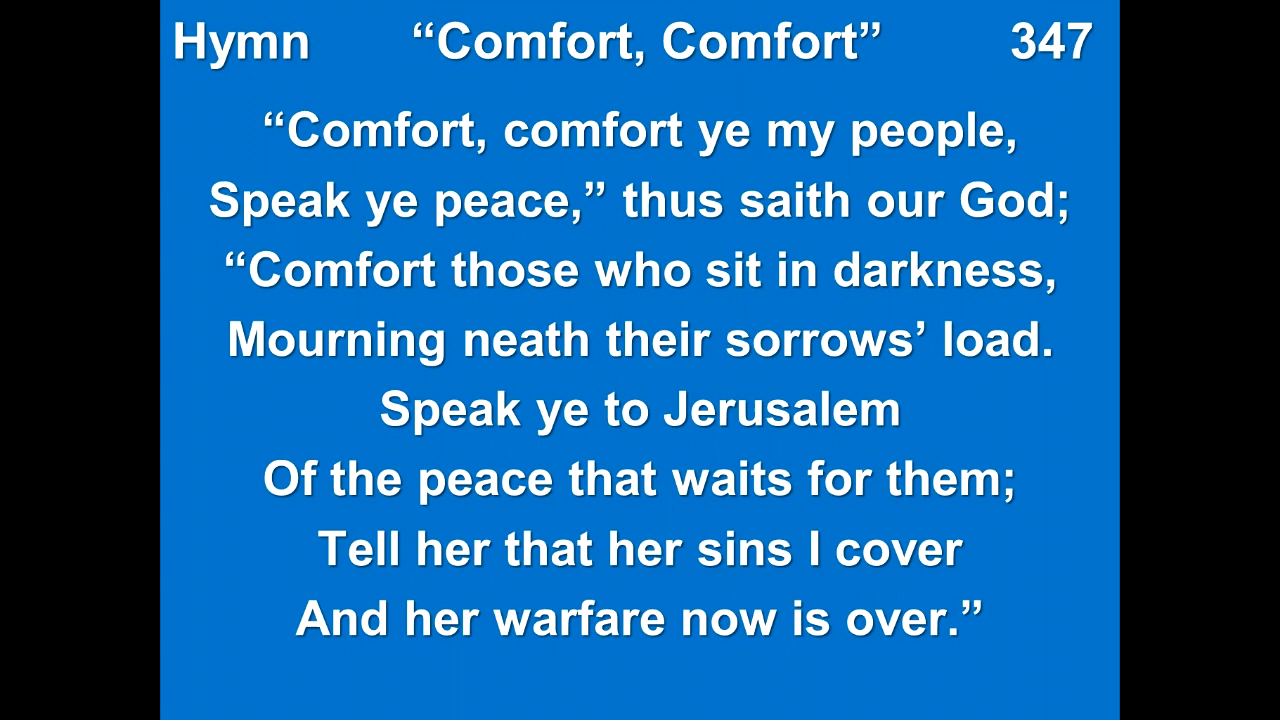 Hymn “Comfort, Comfort” 347
“Comfort, comfort ye my people,
Speak ye peace,” thus saith our God;
“Comfort those who sit in darkness,
Mourning neath their sorrows’ load.
Speak ye to Jerusalem
Of the peace that waits for them;
Tell her that her sins I cover
And her warfare now is over.”